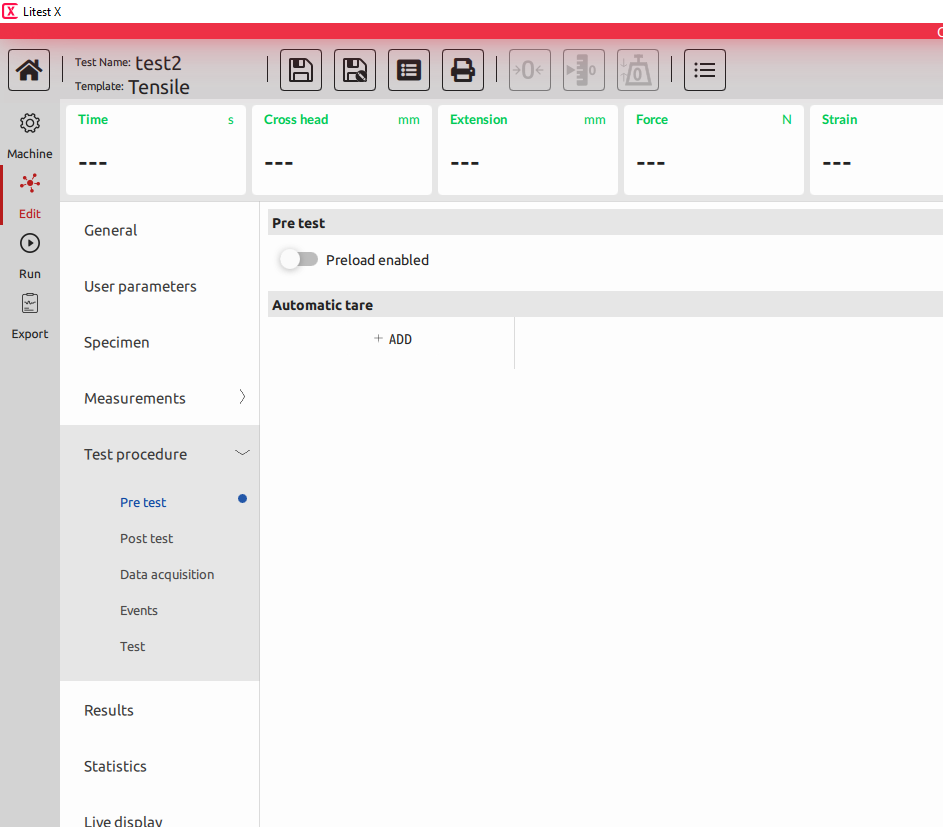 Litest X
Test Name: test2
Template: Tensile
Machine
Edit
Run
Export
Time s
---
Cross head mm
---
Extension mm
---
Force N
---
Strain
---
General
User parameters
Specimen
Measurements
Test procedure
Pre test
Post test
Data acquisition
Events
Test
Results
Statistics
Live display
Pre test
Preload enabled
Automatic tare
+ ADD